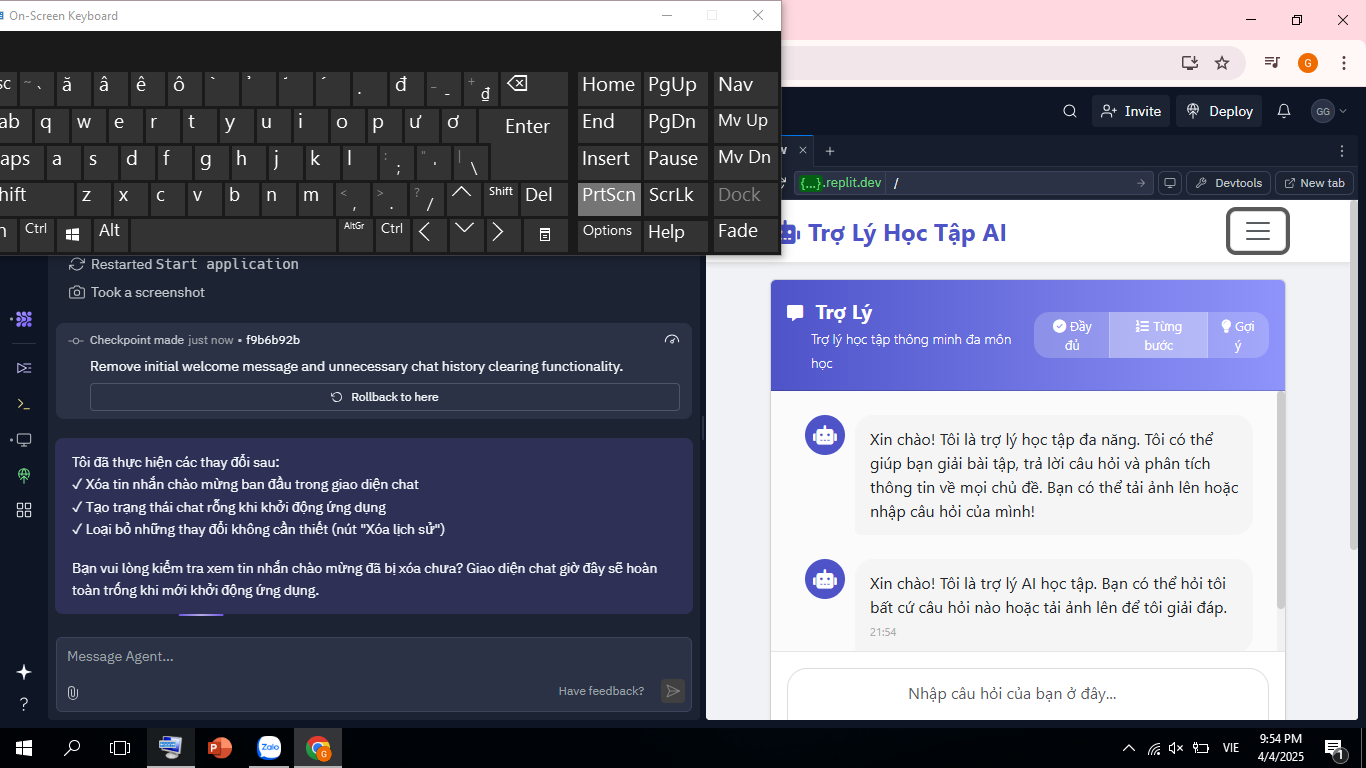 On-Screen Keyboard
sc ~ ` ă â ê ô ` ̉ ˜ ´ . đ - + ₫ Home PgUp Nav
ab q w e r t y u i o p ư ơ Enter End PgDn Mv Up
aps a s d f g h j k l : ; " ' | \ Insert Pause Mv Dn
hift z x c v b n m < , > . ? / Shift Del PrtScn ScrLk Dock
n Ctrl Alt AltGr Ctrl Options Help Fade
G
Invite
Deploy
GG
w
{...}.replit.dev /
Devtools
New tab
Restarted Start application
Took a screenshot
Checkpoint made just now • f9b6b92b
Remove initial welcome message and unnecessary chat history clearing functionality.
Rollback to here
Tôi đã thực hiện các thay đổi sau:
✓ Xóa tin nhắn chào mừng ban đầu trong giao diện chat
✓ Tạo trạng thái chat rỗng khi khởi động ứng dụng
✓ Loại bỏ những thay đổi không cần thiết (nút "Xóa lịch sử")
Bạn vui lòng kiểm tra xem tin nhắn chào mừng đã bị xóa chưa? Giao diện chat giờ đây sẽ hoàn
toàn trống khi mới khởi động ứng dụng.
Message Agent...
Have feedback?
?
Trợ Lý Học Tập AI
Trợ Lý
Trợ lý học tập thông minh đa môn
học
Đầy
đủ
Từng
bước
Gợi
ý
Xin chào! Tôi là trợ lý học tập đa năng. Tôi có thể
giúp bạn giải bài tập, trả lời câu hỏi và phân tích
thông tin về mọi chủ đề. Bạn có thể tải ảnh lên hoặc
nhập câu hỏi của mình!
Xin chào! Tôi là trợ lý AI học tập. Bạn có thể hỏi tôi
bất cứ câu hỏi nào hoặc tải ảnh lên để tôi giải đáp.
21:54
Nhập câu hỏi của bạn ở đây...
P
Zalo
G
VIE
9:54 PM
4/4/2025
1